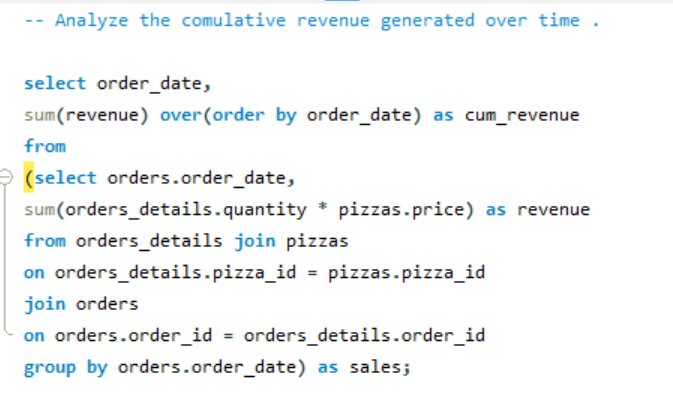 -- Analyze the comulative revenue generated over time .
select order_date,
sum(revenue) over(order by order_date) as cum_revenue
from
(select orders.order_date,
sum(orders_details.quantity * pizzas.price) as revenue
from orders_details join pizzas
on orders_details.pizza_id = pizzas.pizza_id
join orders
on orders.order_id = orders_details.order_id
group by orders.order_date) as sales;